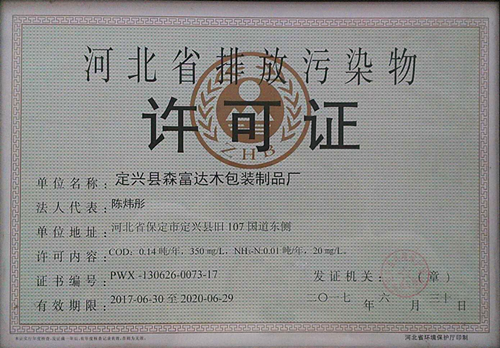 河北省排放污染物
许可证
ZHB
单位名称：定兴县森富达木包装制品厂
法人代表：陈炜彤
单位地址：河北省保定市定兴县旧107国道东侧
许可内容：COD：0.14吨/年，350mg/L，NH₃-N:0.01吨/年，20mg/L。
证书编号：PWX-130626-0073-17 发证机关：（章）
有效期限：2017-06-30至2020-06-29 二〇一七年六月三十日
河北省环境保护厅印制